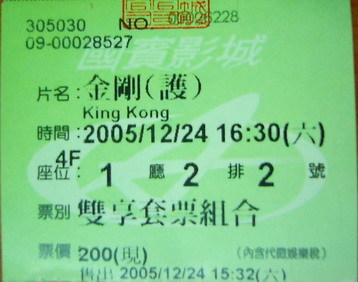 305030 NO.00026228
09-00028527
國賓影城
片名：金剛(護)
King Kong
時間：2005/12/24 16:30(六)
4F
座位：1 廳 2 排 2 號
票別 雙享套票組合
票價：200(現) (內含代徵娛樂稅)
售出 2005/12/24 15:32(六)